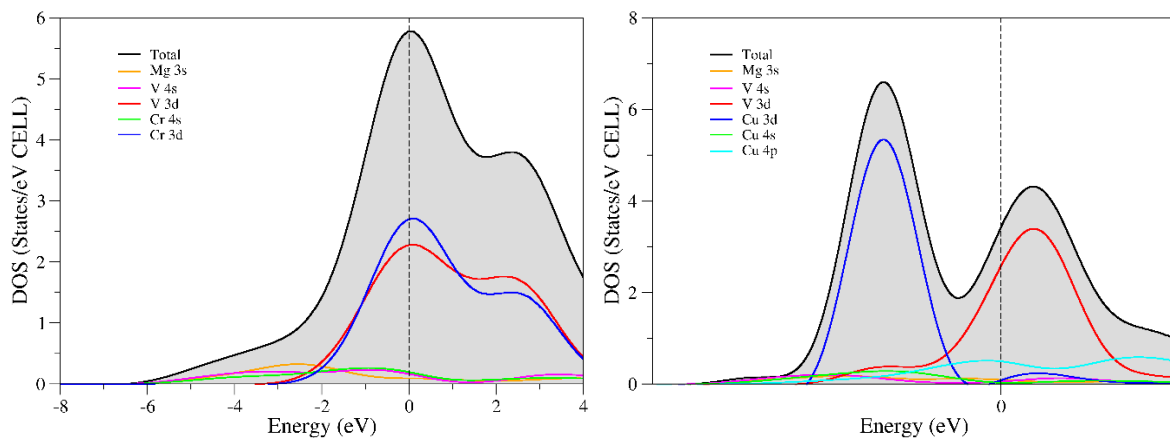 6
5
4
3
2
1
0
DOS (States/eV CELL)
Total
Mg 3s
V 4s
V 3d
Cr 4s
Cr 3d
-8
-6
-4
-2
0
2
4
Energy (eV)
8
6
4
2
0
DOS (States/eV CELL)
Total
Mg 3s
V 4s
V 3d
Cu 3d
Cu 4s
Cu 4p
0
Energy (eV)